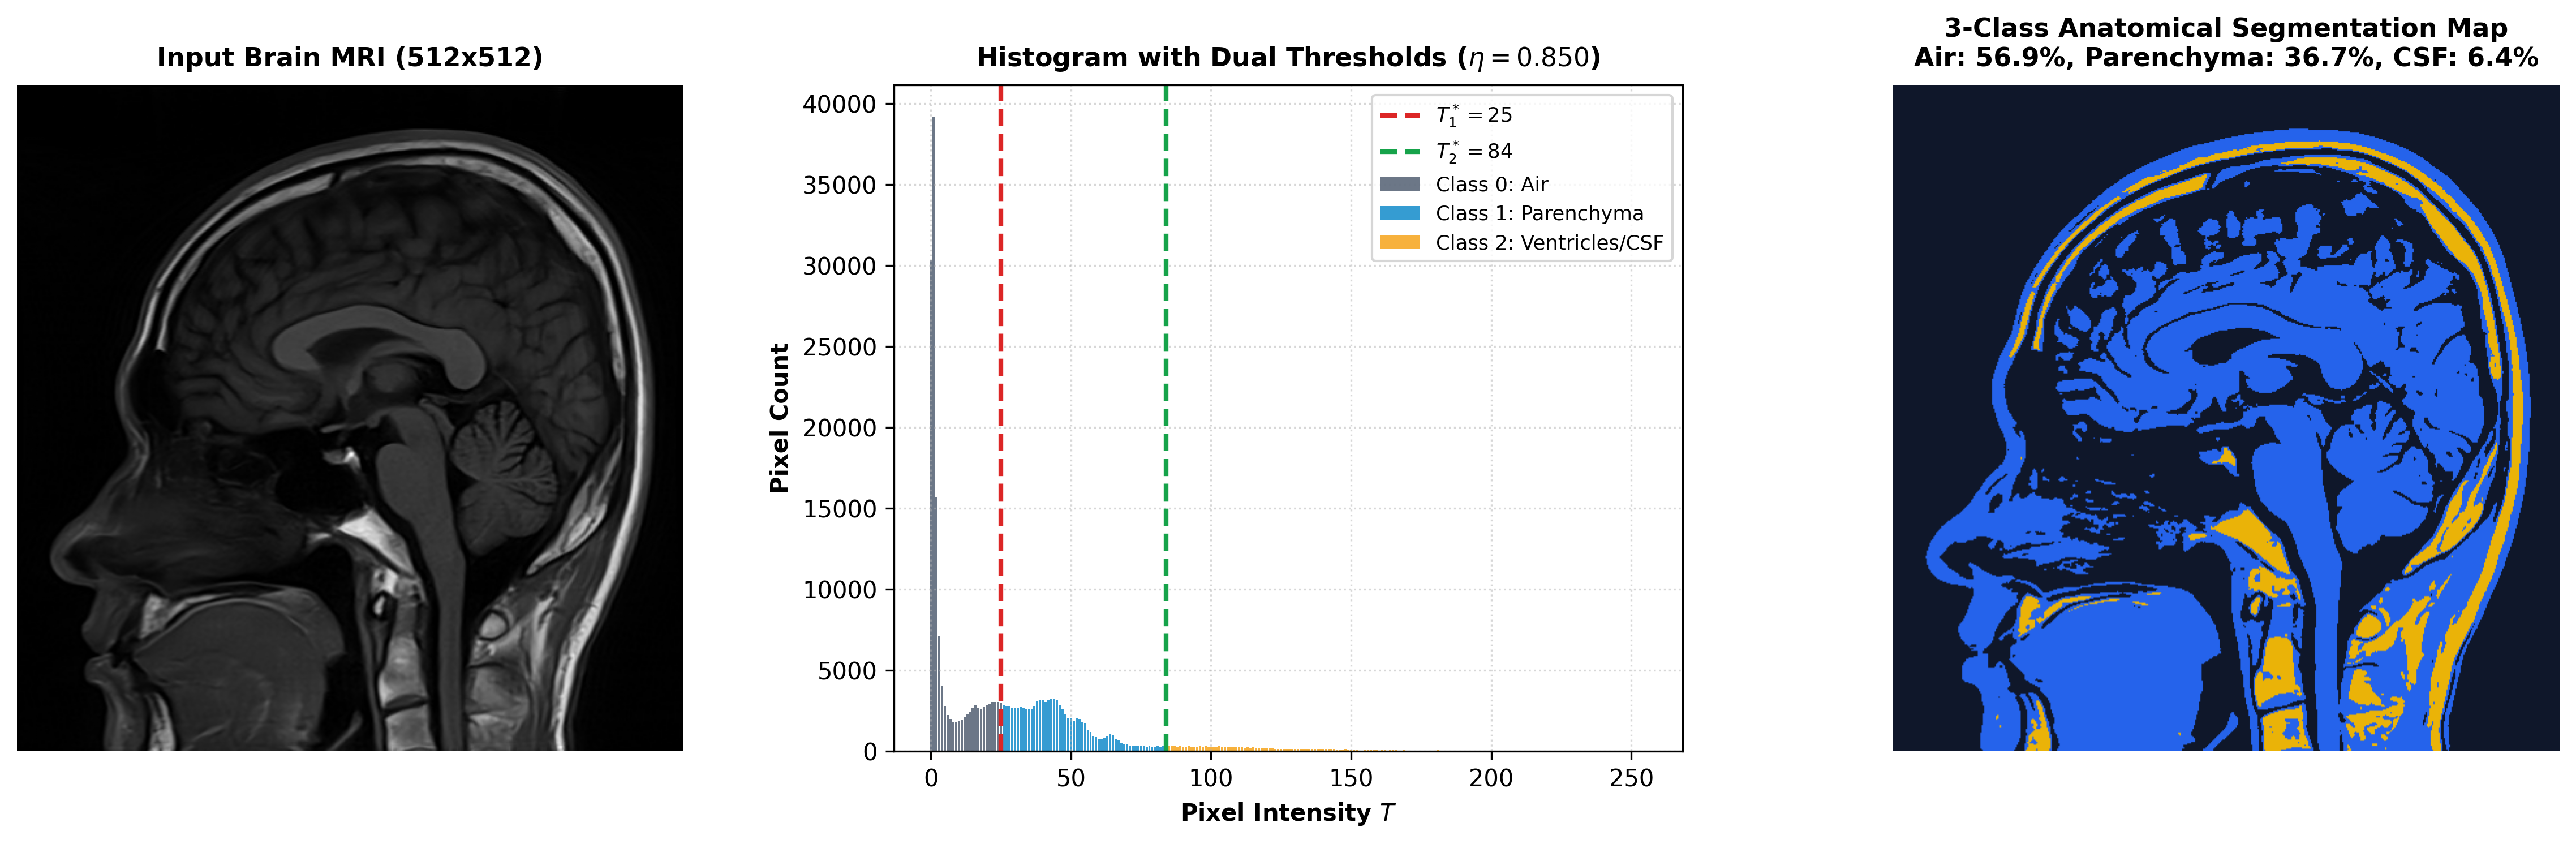 Input Brain MRI (512x512)
Histogram with Dual Thresholds (η = 0.850)
40000
35000
30000
25000
20000
15000
10000
5000
0
Pixel Count
0 50 100 150 200 250
Pixel Intensity T
T₁* = 25
T₂* = 84
Class 0: Air
Class 1: Parenchyma
Class 2: Ventricles/CSF
3-Class Anatomical Segmentation Map
Air: 56.9%, Parenchyma: 36.7%, CSF: 6.4%